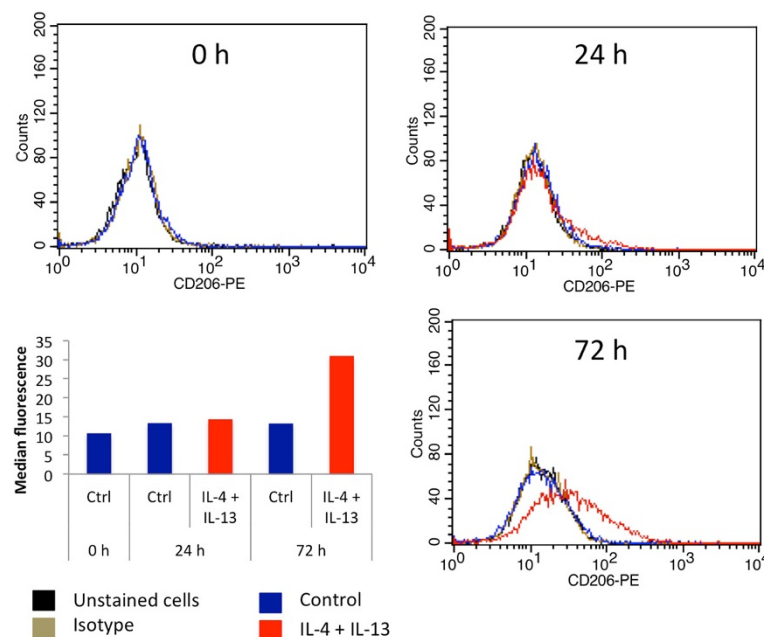 0 h
200
160
120
80
40
0
Counts
10^0 10^1 10^2 10^3 10^4
CD206-PE
24 h
200
160
120
80
40
0
Counts
10^0 10^1 10^2 10^3 10^4
CD206-PE
35
30
25
20
15
10
5
0
Median fluorescence
Ctrl Ctrl IL-4 + Ctrl IL-4 +
IL-13 IL-13
0 h 24 h 72 h
72 h
200
160
120
80
40
0
Counts
10^0 10^1 10^2 10^3 10^4
CD206-PE
Unstained cells Control
Isotype IL-4 + IL-13